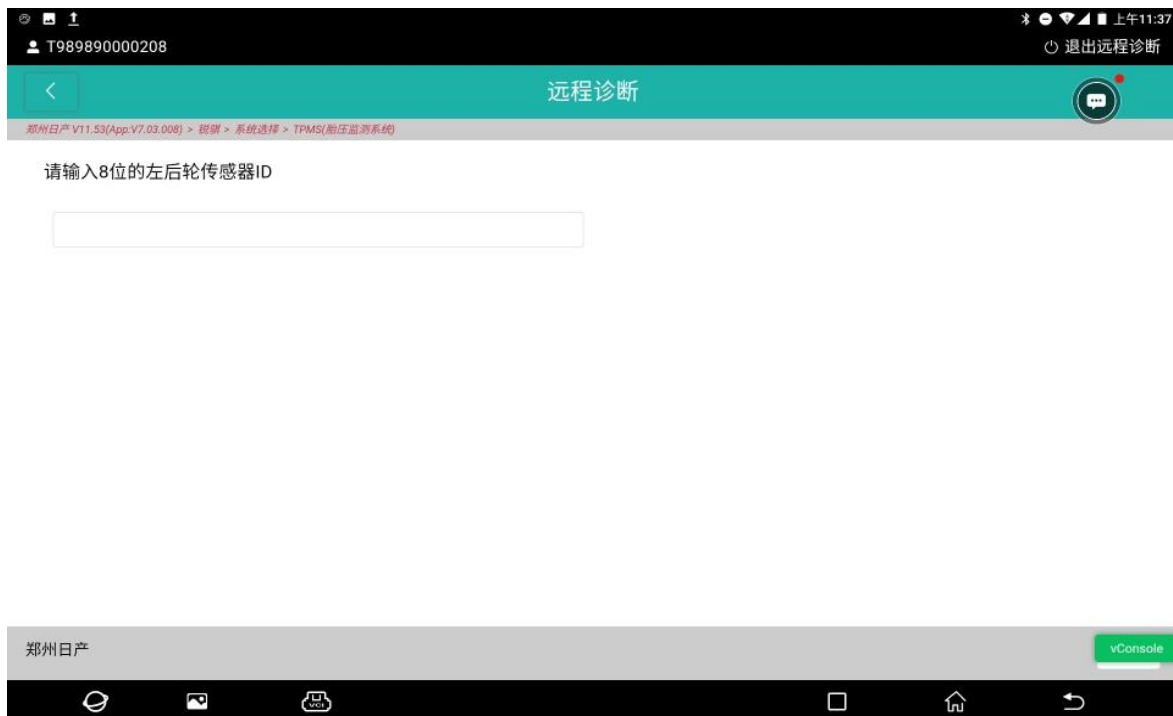 上午11:37
T989890000208
退出远程诊断
远程诊断
郑州日产 V11.53(App:V7.03.008) > 锐骐 > 系统选择 > TPMS(胎压监测系统)
请输入8位的左后轮传感器ID
郑州日产
vConsole
VCI